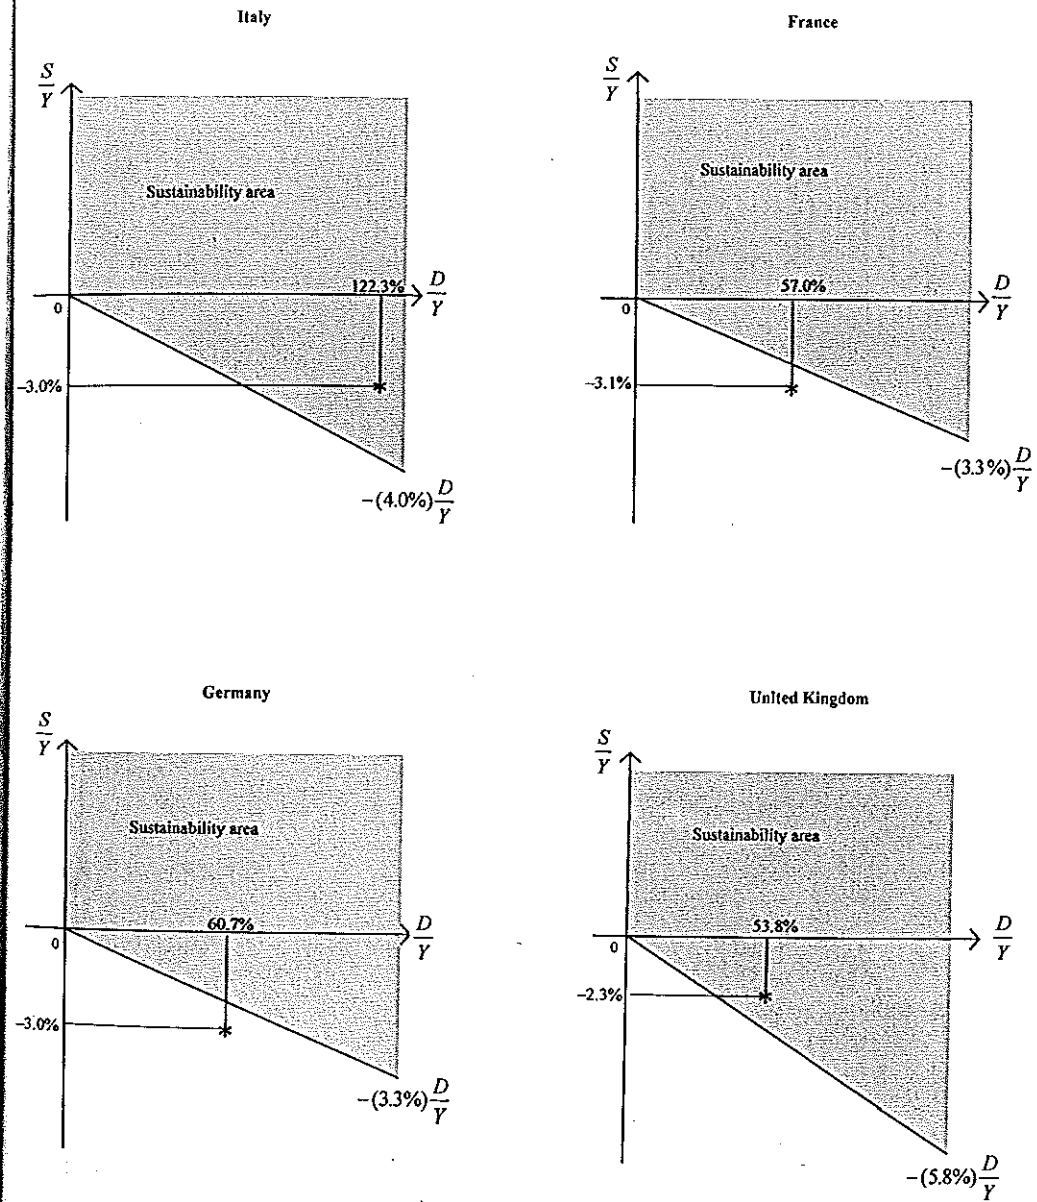 Italy
S/Y
Sustainability area
122.3%
D/Y
0
-3.0%
-(4.0%) D/Y
France
S/Y
Sustainability area
57.0%
D/Y
0
-3.1%
-(3.3%) D/Y
Germany
S/Y
Sustainability area
60.7%
D/Y
0
-3.0%
-(3.3%) D/Y
United Kingdom
S/Y
Sustainability area
53.8%
D/Y
0
-2.3%
-(5.8%) D/Y